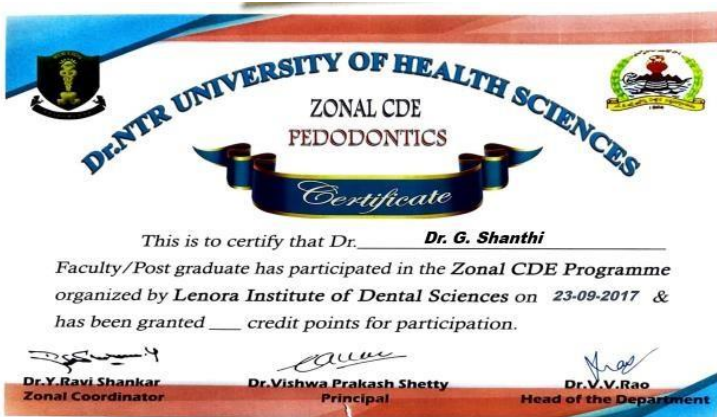 Dr.NTR UNIVERSITY OF HEALTH SCIENCES
ZONAL CDE
PEDODONTICS
Certificate
This is to certify that Dr. Dr. G. Shanthi
Faculty/Post graduate has participated in the Zonal CDE Programme
organized by Lenora Institute of Dental Sciences on 23-09-2017 &
has been granted ___ credit points for participation.
Dr.Y.Ravi Shankar
Zonal Coordinator
Dr.Vishwa Prakash Shetty
Principal
Dr.V.V.Rao
Head of the Department